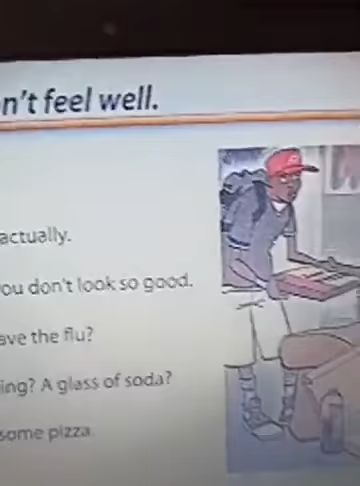 n't feel well.
actually.
ou don't look so good.
ave the flu?
ing? A glass of soda?
some pizza.